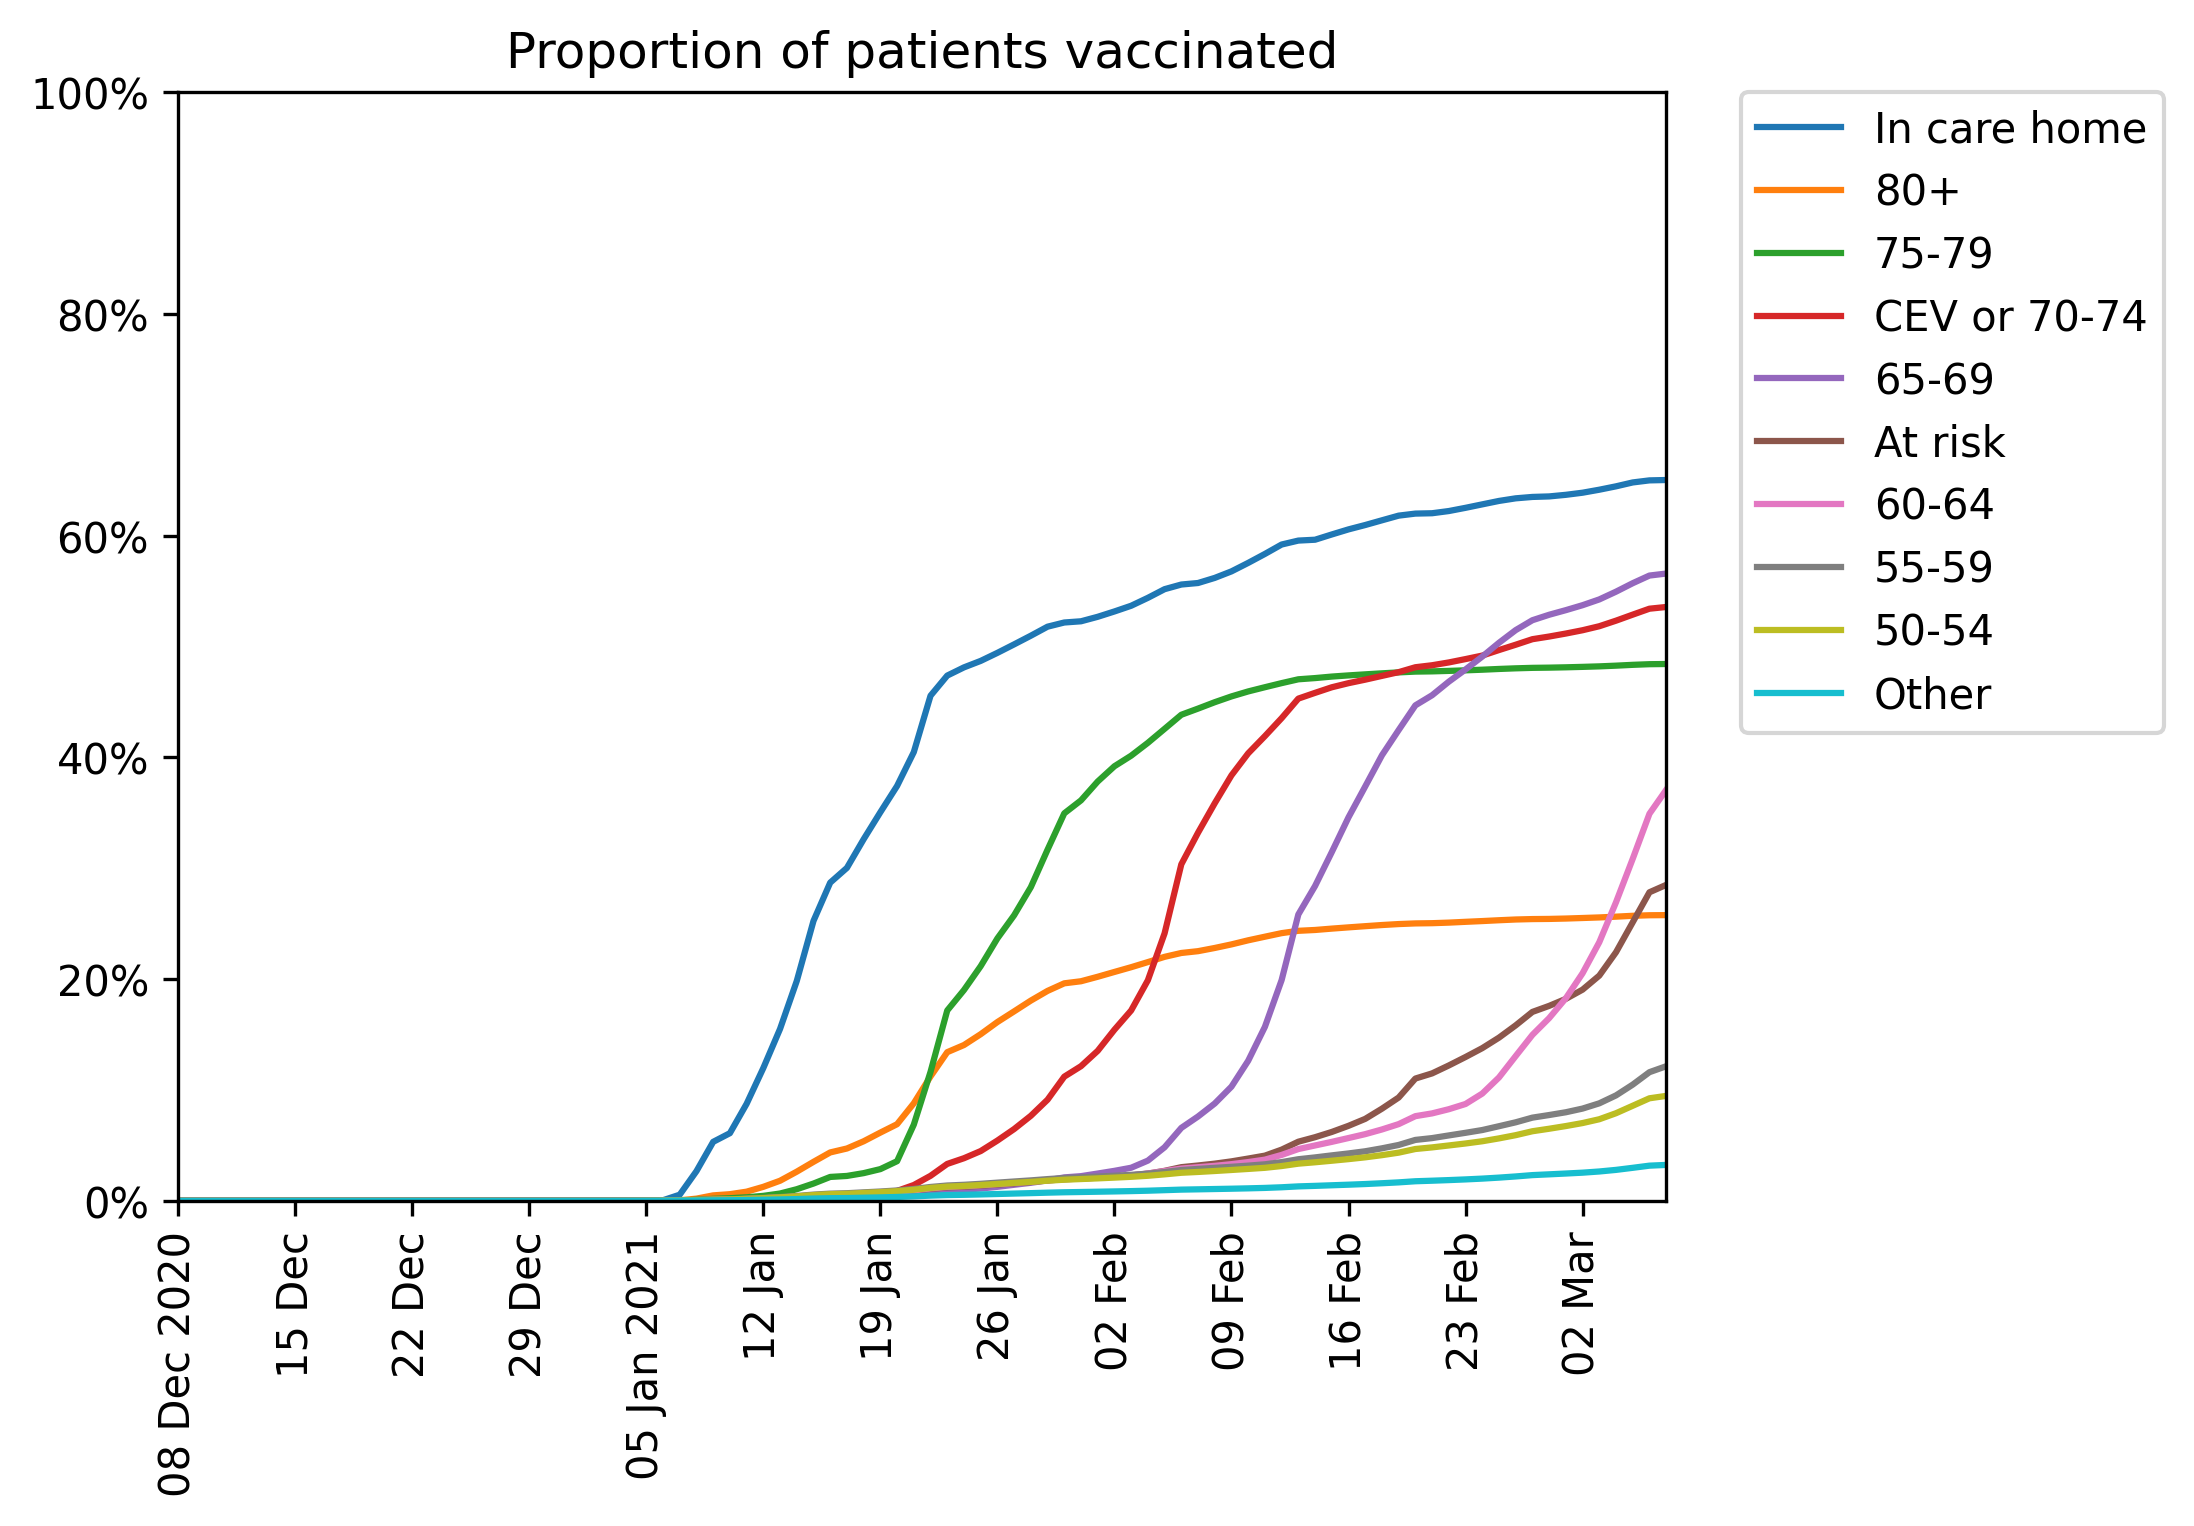 Proportion of patients vaccinated
100%
80%
60%
40%
20%
0%
08 Dec 2020
15 Dec
22 Dec
29 Dec
05 Jan 2021
12 Jan
19 Jan
26 Jan
02 Feb
09 Feb
16 Feb
23 Feb
02 Mar
In care home
80+
75-79
CEV or 70-74
65-69
At risk
60-64
55-59
50-54
Other